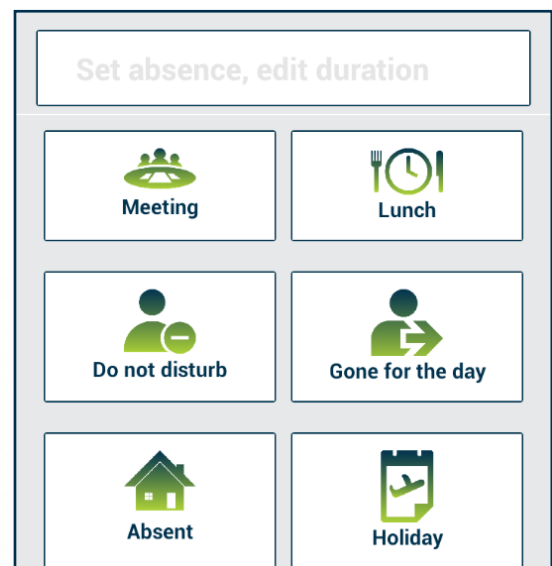 Set absence, edit duration
Meeting
Lunch
Do not disturb
Gone for the day
Absent
Holiday